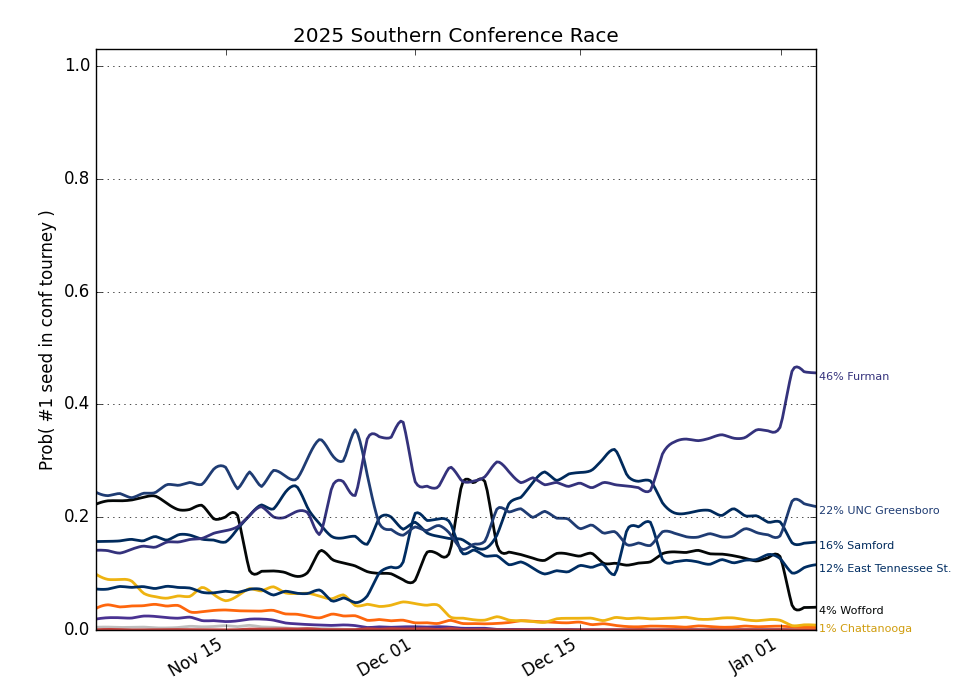 2025 Southern Conference Race
Prob( #1 seed in conf tourney )
1.0
0.8
0.6
0.4
0.2
0.0
Nov 15
Dec 01
Dec 15
Jan 01
46% Furman
22% UNC Greensboro
16% Samford
12% East Tennessee St.
4% Wofford
1% Chattanooga